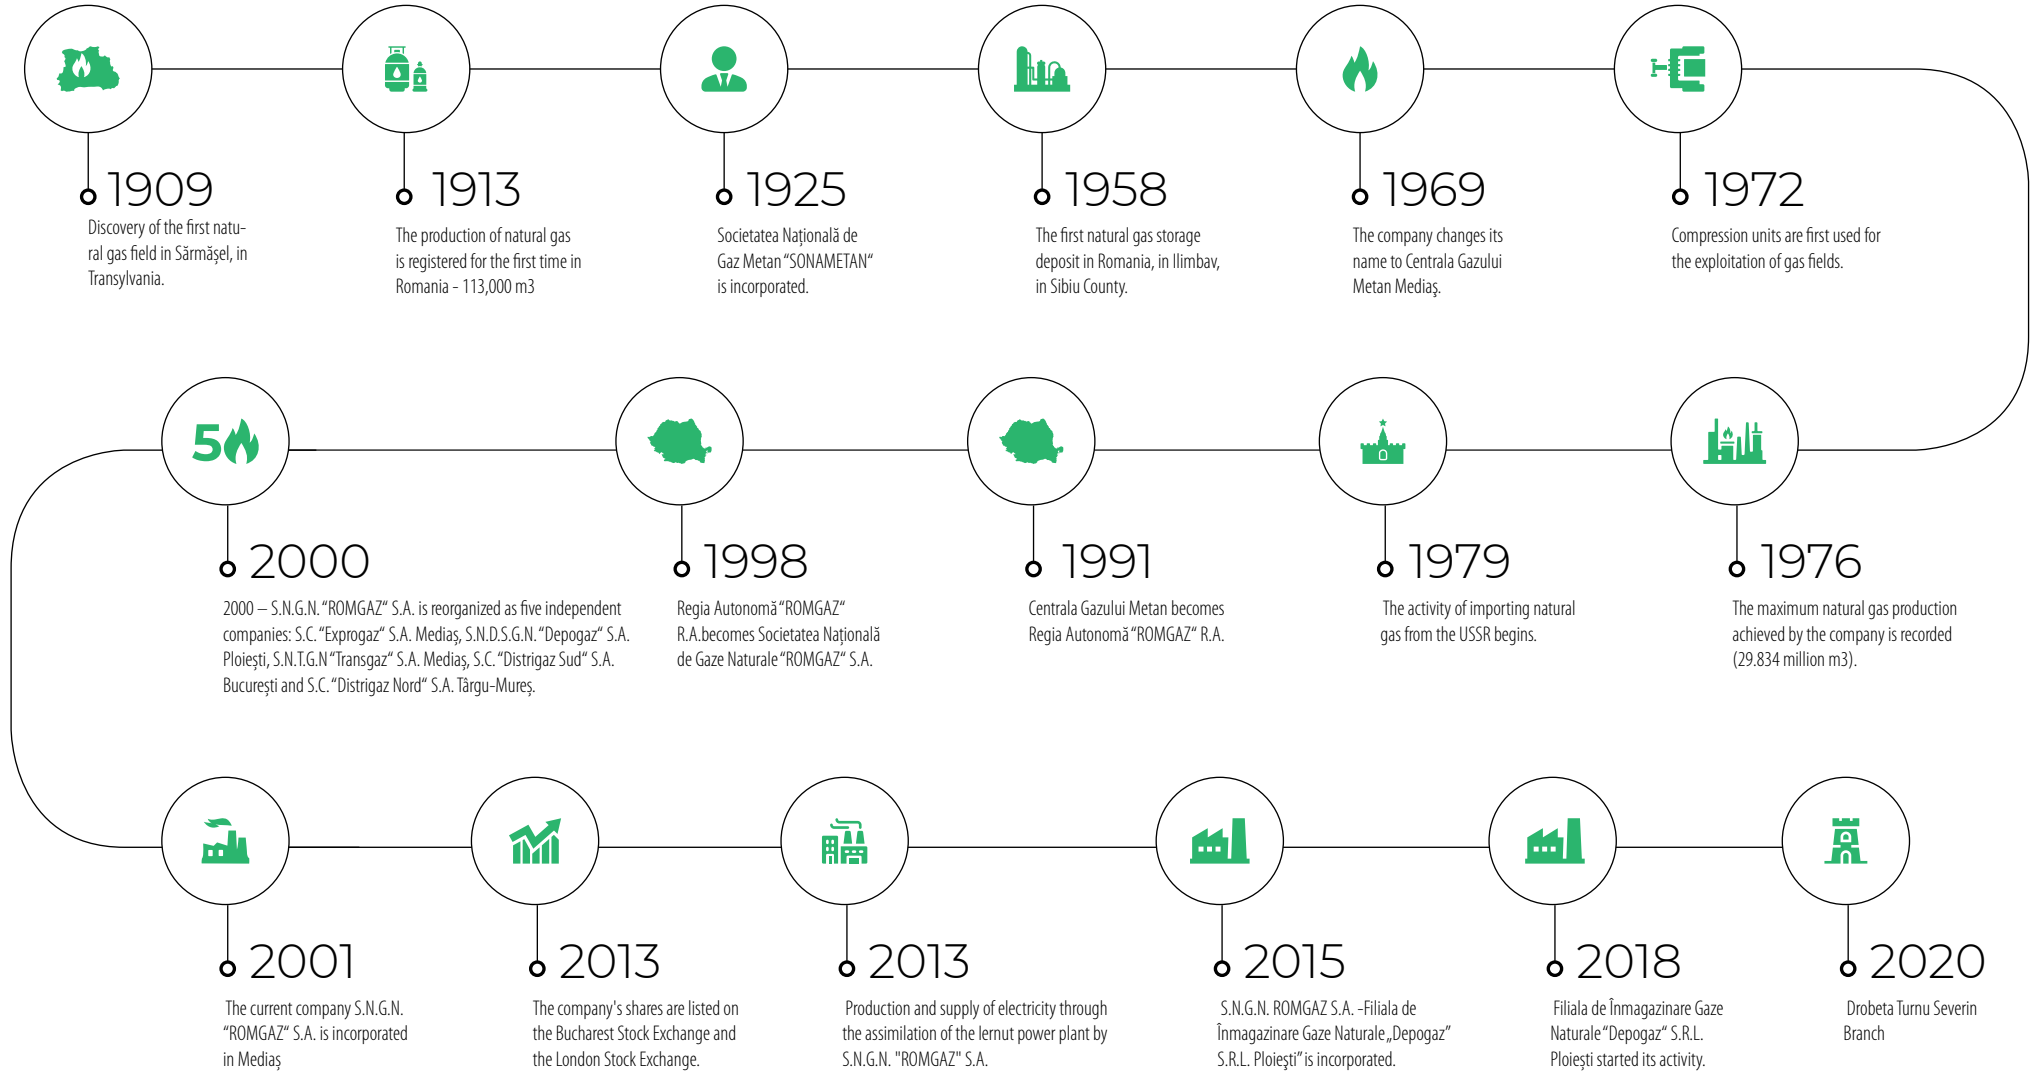 1909
Discovery of the first natu-
ral gas field in Sărmășel, in
Transylvania.
1913
The production of natural gas
is registered for the first time in
Romania - 113,000 m3
1925
Societatea Națională de
Gaz Metan “SONAMETAN“
is incorporated.
1958
The first natural gas storage
deposit in Romania, in Ilimbav,
in Sibiu County.
1969
The company changes its
name to Centrala Gazului
Metan Mediaş.
1972
Compression units are first used for
the exploitation of gas fields.
5
2000
2000 – S.N.G.N. “ROMGAZ“ S.A. is reorganized as five independent
companies: S.C. “Exprogaz“ S.A. Mediaș, S.N.D.S.G.N. “Depogaz“ S.A.
Ploiești, S.N.T.G.N “Transgaz“ S.A. Mediaș, S.C. “Distrigaz Sud“ S.A.
București and S.C. “Distrigaz Nord“ S.A. Târgu-Mureș.
1998
Regia Autonomă “ROMGAZ“
R.A.becomes Societatea Națională
de Gaze Naturale “ROMGAZ“ S.A.
1991
Centrala Gazului Metan becomes
Regia Autonomă “ROMGAZ“ R.A.
1979
The activity of importing natural
gas from the USSR begins.
1976
The maximum natural gas production
achieved by the company is recorded
(29.834 million m3).
2001
The current company S.N.G.N.
“ROMGAZ“ S.A. is incorporated
in Mediaș
2013
The company's shares are listed on
the Bucharest Stock Exchange and
the London Stock Exchange.
2013
Production and supply of electricity through
the assimilation of the Iernut power plant by
S.N.G.N. "ROMGAZ" S.A.
2015
S.N.G.N. ROMGAZ S.A. -Filiala de
Înmagazinare Gaze Naturale „Depogaz”
S.R.L. Ploieşti” is incorporated.
2018
Filiala de Înmagazinare Gaze
Naturale “Depogaz“ S.R.L.
Ploiești started its activity.
2020
Drobeta Turnu Severin
Branch